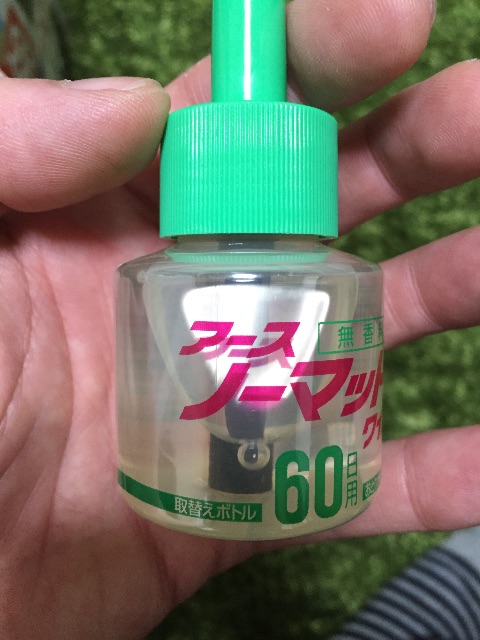 無香
アース
ノーマット
ワ
取替えボトル
60日用